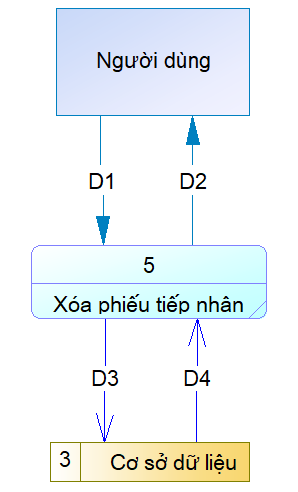 Người dùng
D1 D2
5
Xóa phiếu tiếp nhân
D3 D4
3 Cơ sở dữ liệu